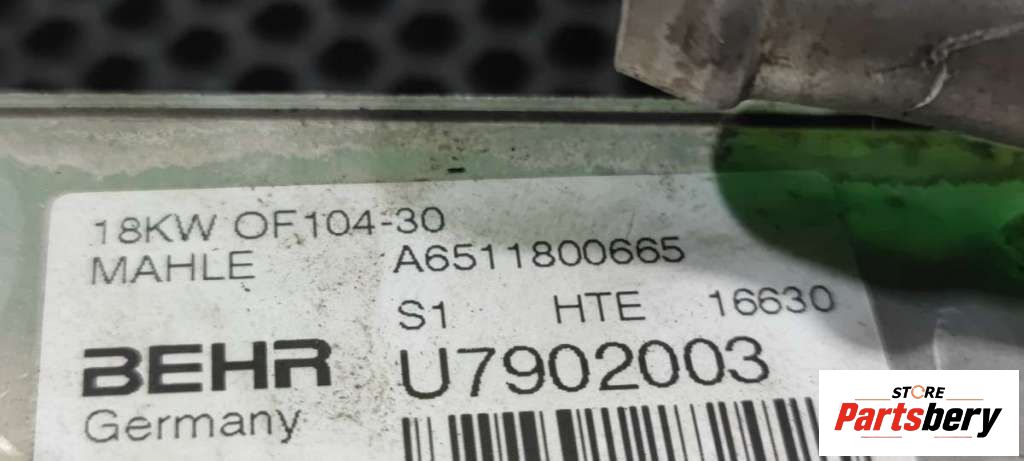 18KW OF104-30
MAHLE A6511800665
S1 HTE 16630
BEHR U7902003
Germany
STORE
Partsbery